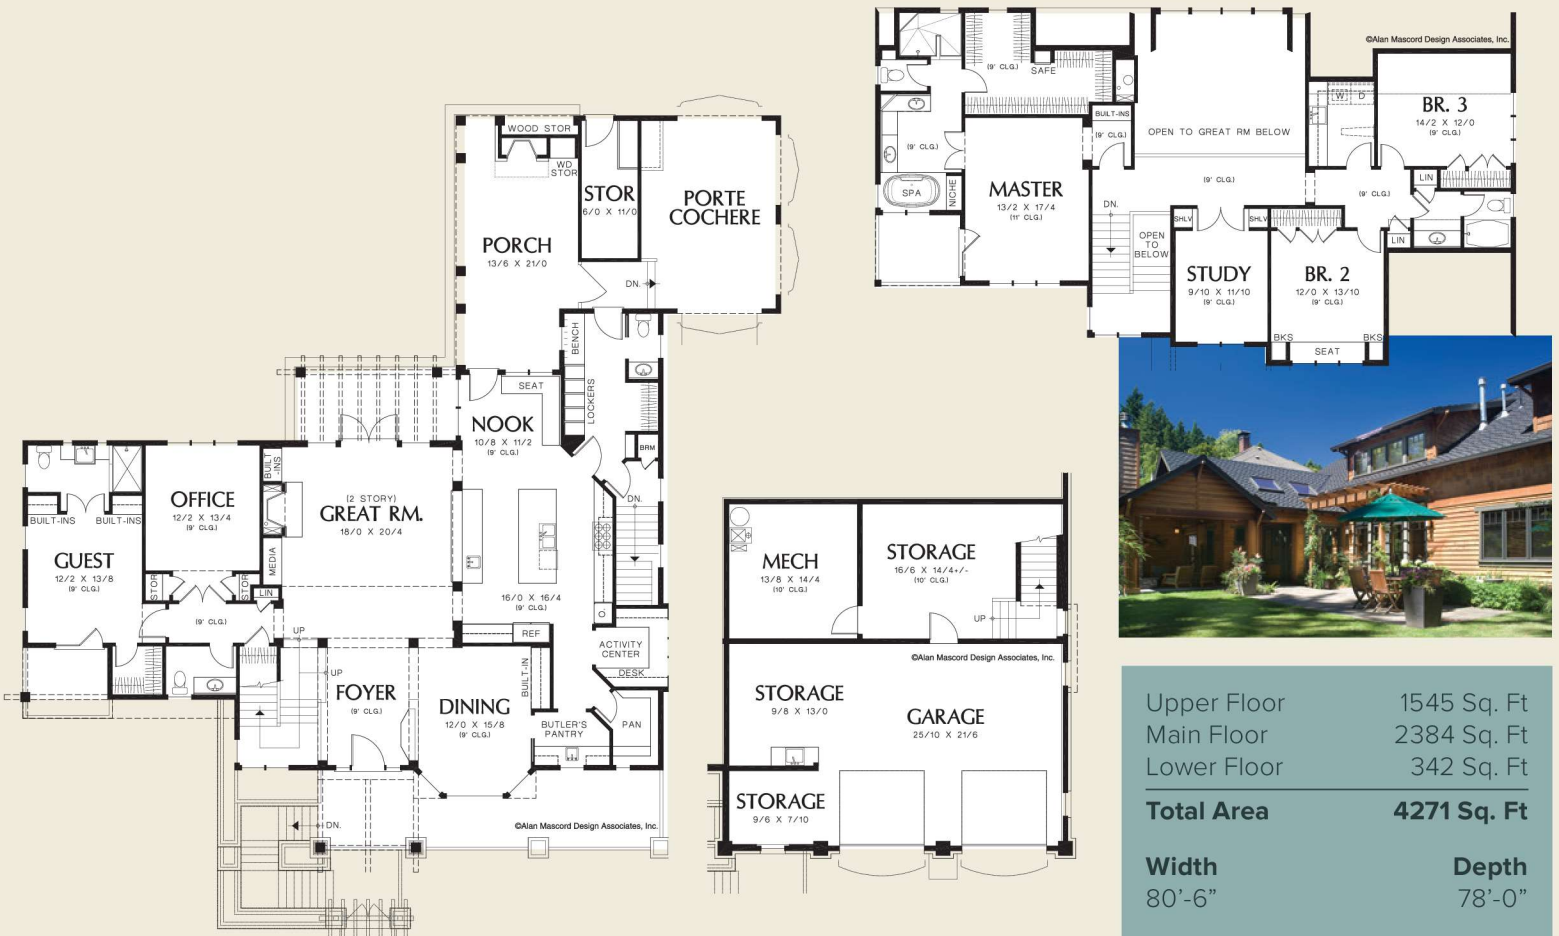 WOOD STOR
WD
STOR
STOR
6/0 X 11/0
PORTE
COCHERE
PORCH
13/6 X 21/0
DN.
BENCH
LOCKERS
SEAT
NOOK
10/8 X 11/2
(9' CLG.)
BRM
DN.
BUILT
-INS
OFFICE
12/2 X 13/4
(9' CLG.)
(2 STORY)
GREAT RM.
18/0 X 20/4
BUILT-INS
BUILT-INS
GUEST
12/2 X 13/8
(9' CLG.)
MEDIA
STOR
STOR
LIN
(9' CLG.)
16/0 X 16/4
(9' CLG.)
O
REF
ACTIVITY
CENTER
DESK
UP
UP
FOYER
(9' CLG.)
DINING
12/0 X 15/8
(9' CLG.)
BUILT-IN
BUTLER'S
PANTRY
PAN
DN.
©Alan Mascord Design Associates, Inc.
©Alan Mascord Design Associates, Inc.
(9' CLG.)
SAFE
BUILT-INS
(9' CLG.)
OPEN TO GREAT RM BELOW
W
D
BR. 3
14/2 X 12/0
(9' CLG.)
(9' CLG.)
SPA
NICHE
MASTER
13/2 X 17/4
(11' CLG.)
(9' CLG.)
(9' CLG.)
LIN
DN.
OPEN
TO
BELOW
SHLV
SHLV
LIN
STUDY
9/10 X 11/10
(9' CLG.)
BR. 2
12/0 X 13/10
(9' CLG.)
BKS
BKS
SEAT
MECH
13/8 X 14/4
(10' CLG.)
STORAGE
16/6 X 14/4+/-
(10' CLG.)
UP
©Alan Mascord Design Associates, Inc.
STORAGE
9/8 X 13/0
GARAGE
25/10 X 21/6
STORAGE
9/6 X 7/10
Upper Floor 1545 Sq. Ft
Main Floor 2384 Sq. Ft
Lower Floor 342 Sq. Ft
Total Area 4271 Sq. Ft
Width Depth
80'-6” 78'-0”